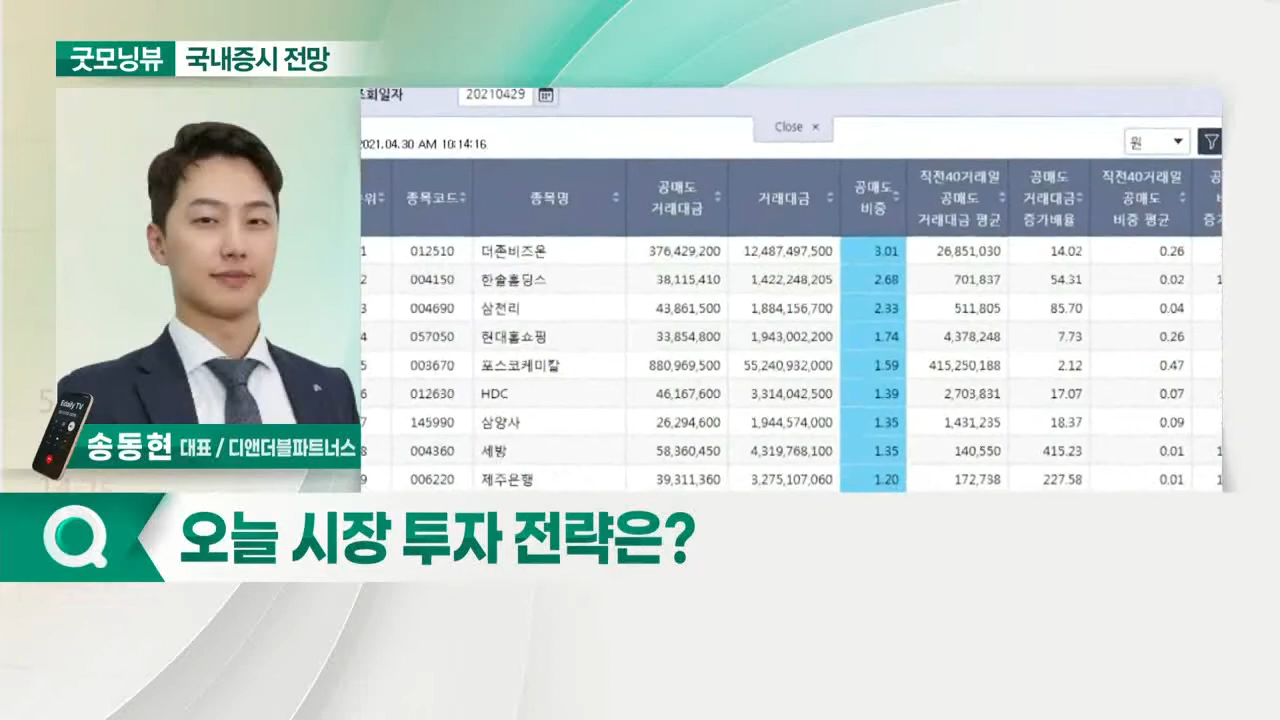 굿모닝뷰 국내증시 전망
조회일자 20210429
Close ×
2021.04.30 AM 10:14:16 원
순위 종목코드 종목명 공매도 거래대금 거래대금 공매도 비중 직전40거래일 공매도 거래대금 평균 공매도 거래대금 증가배율 직전40거래일 공매도 비중 평균
1 012510 더존비즈온 376,429,200 12,487,497,500 3.01 26,851,030 14.02 0.26
2 004150 한솔홀딩스 38,115,410 1,422,248,205 2.68 701,837 54.31 0.02
3 004690 삼천리 43,861,500 1,884,156,700 2.33 511,805 85.70 0.04
4 057050 현대홈쇼핑 33,854,800 1,943,002,200 1.74 4,378,248 7.73 0.26
5 003670 포스코케미칼 880,969,500 55,240,932,000 1.59 415,250,188 2.12 0.47
6 012630 HDC 46,167,600 3,314,042,500 1.39 2,703,831 17.07 0.07
7 145990 삼양사 26,294,600 1,944,574,000 1.35 1,431,235 18.37 0.09
8 004360 세방 58,360,450 4,319,768,100 1.35 140,550 415.23 0.01
9 006220 제주은행 39,311,360 3,275,107,060 1.20 172,738 227.58 0.01
Edaily TV
송동현 대표 / 디앤더블파트너스
오늘 시장 투자 전략은?